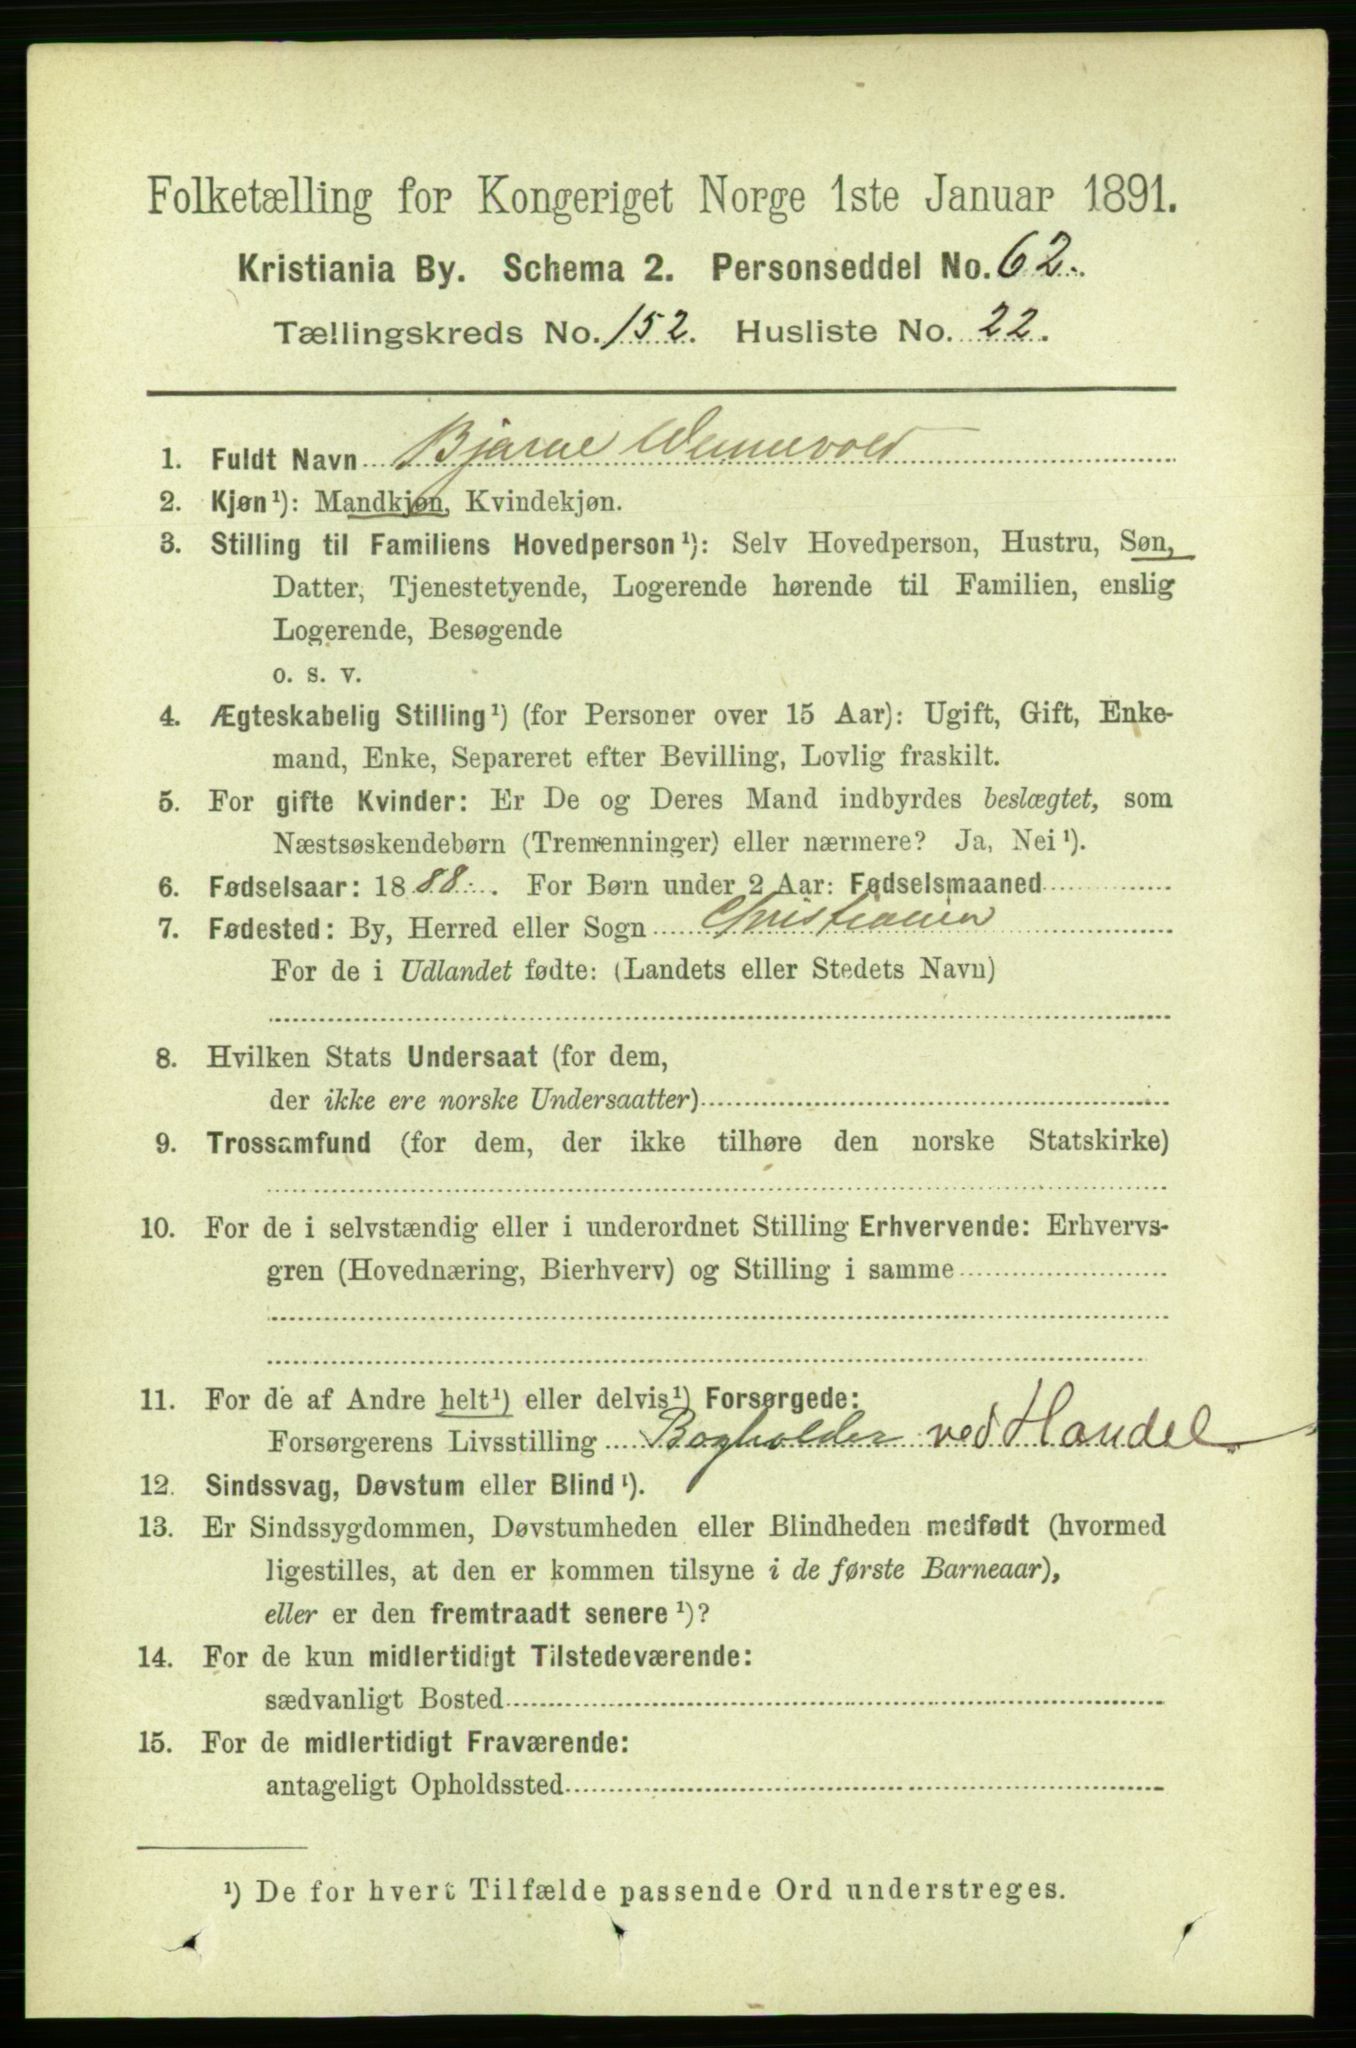 Folketælling for Kongeriget Norge 1ste Januar 1891.
Kristiania By. Schema 2. Personseddel No. 62.
Tællingskreds No. 152. Husliste No. 22.
1. Fuldt Navn Bjarne Wennevold
2. Kjøn¹): Mandkjøn, Kvindekjøn.
3. Stilling til Familiens Hovedperson¹): Selv Hovedperson, Hustru, Søn,
Datter, Tjenestetyende, Logerende hørende til Familien, enslig
Logerende, Besøgende
o. s. v.
4. Ægteskabelig Stilling¹) (for Personer over 15 Aar): Ugift, Gift, Enke-
mand, Enke, Separeret efter Bevilling, Lovlig fraskilt.
5. For gifte Kvinder: Er De og Deres Mand indbyrdes beslægtet, som
Næstsøskendebørn (Tremenninger) eller nærmere? Ja, Nei¹).
6. Fødselsaar: 1888. For Børn under 2 Aar: Fødselsmaaned
7. Fødested: By, Herred eller Sogn Christiania
For de i Udlandet fødte: (Landets eller Stedets Navn)
8. Hvilken Stats Undersaat (for dem,
der ikke ere norske Undersaatter)
9. Trossamfund (for dem, der ikke tilhøre den norske Statskirke)
10. For de i selvstændig eller i underordnet Stilling Erhvervende: Erhvervs-
gren (Hovednæring, Bierhverv) og Stilling i samme
11. For de af Andre helt¹) eller delvis¹) Forsørgede:
Forsørgerens Livsstilling Bogholder ved Handel
12. Sindssvag, Døvstum eller Blind¹).
13. Er Sindssygdommen, Døvstumheden eller Blindheden medfødt (hvormed
ligestilles, at den er kommen tilsyne i de første Barneaar),
eller er den fremtraadt senere¹)?
14. For de kun midlertidigt Tilstedeværende:
sædvanligt Bosted
15. For de midlertidigt Fraværende:
antageligt Opholdssted
¹) De for hvert Tilfælde passende Ord understreges.